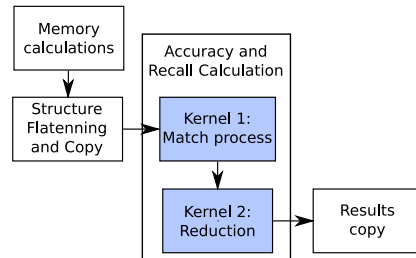 Memory
calculations
Accuracy and
Recall Calculation
Structure
Flatenning
and Copy
Kernel 1:
Match process
Kernel 2:
Reduction
Results
copy